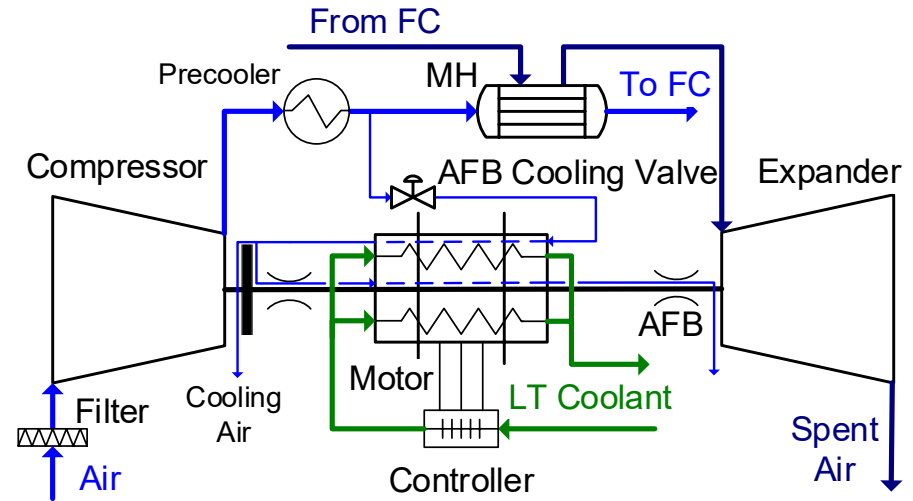 From FC
Precooler
MH
To FC
Compressor
AFB Cooling Valve
Expander
AFB
Motor
Cooling
Air
Filter
LT Coolant
Spent
Air
Air
Controller